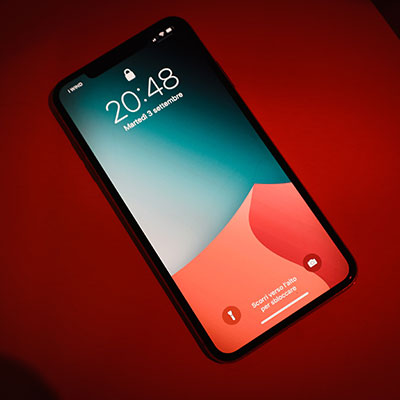 I WIND
20:48
Martedì 3 settembre
Scorri verso l'alto
per sbloccare